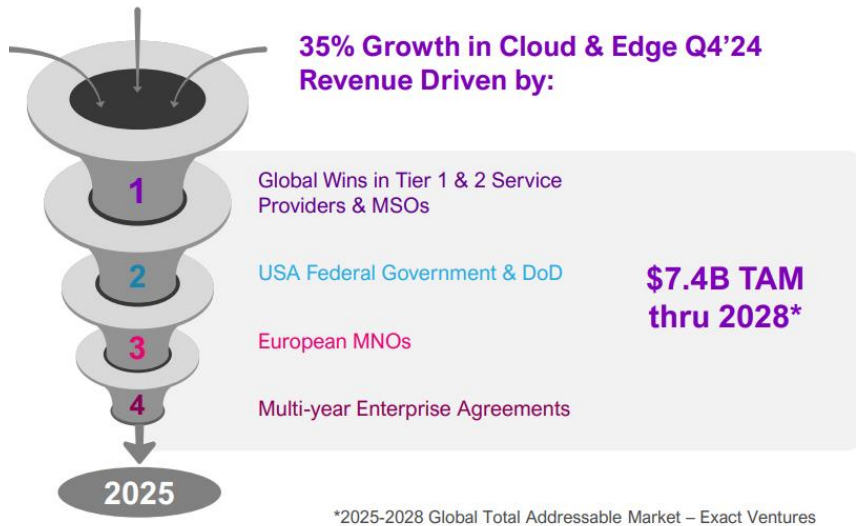 35% Growth in Cloud & Edge Q4’24
Revenue Driven by:
1
Global Wins in Tier 1 & 2 Service
Providers & MSOs
2
USA Federal Government & DoD
$7.4B TAM
thru 2028*
3
European MNOs
4
Multi-year Enterprise Agreements
2025
*2025-2028 Global Total Addressable Market – Exact Ventures